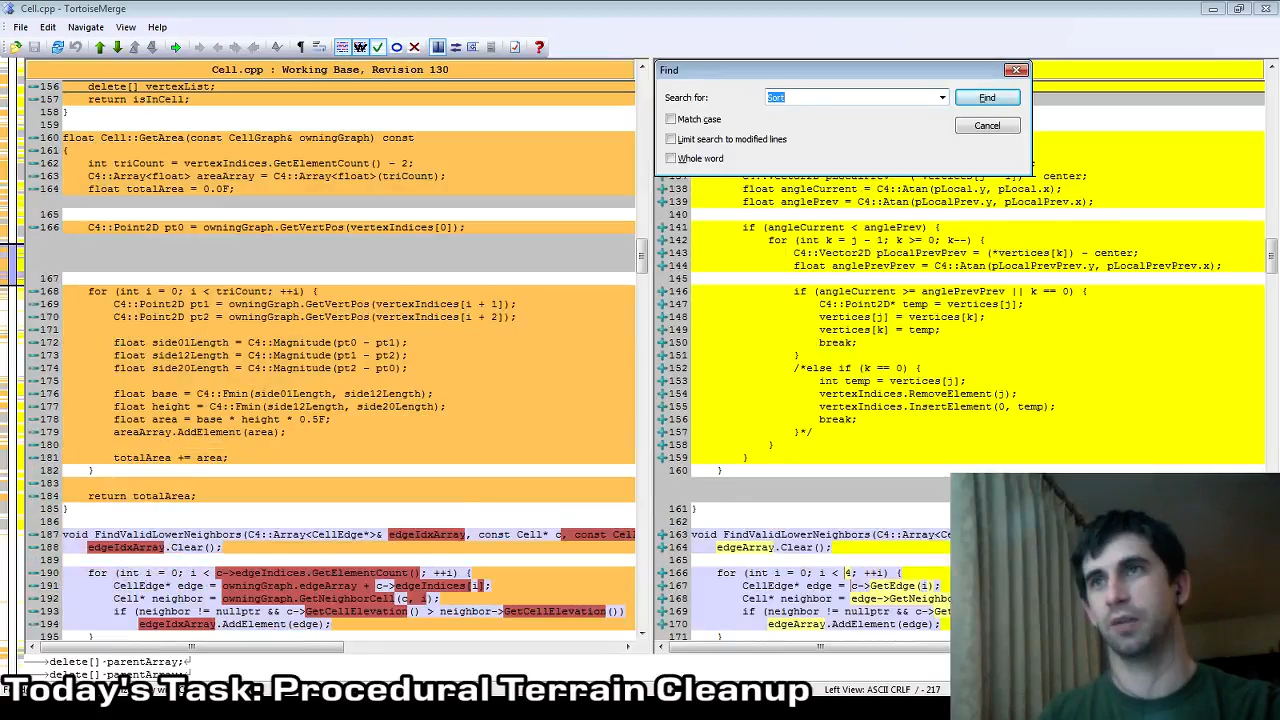 Cell.cpp - TortoiseMerge
File Edit Navigate View Help
Cell.cpp : Working Base, Revision 130
156 delete[] vertexList;
157 return isInCell;
158 }
159
160 float Cell::GetArea(const CellGraph& owningGraph) const
161 {
162 int triCount = vertexIndices.GetElementCount() - 2;
163 C4::Array<float> areaArray = C4::Array<float>(triCount);
164 float totalArea = 0.0F;
165
166 C4::Point2D pt0 = owningGraph.GetVertPos(vertexIndices[0]);
167
168 for (int i = 0; i < triCount; ++i)
169 C4::Point2D pt1 = owningGraph.GetVertPos(vertexIndices[i + 1]);
170 C4::Point2D pt2 = owningGraph.GetVertPos(vertexIndices[i + 2]);
171
172 float side01Length = C4::Magnitude(pt0 - pt1);
173 float side12Length = C4::Magnitude(pt1 - pt2);
174 float side20Length = C4::Magnitude(pt2 - pt0);
175
176 float base = C4::Fmin(side01Length, side12Length);
177 float height = C4::Fmin(side12Length, side20Length);
178 float area = base * height * 0.5F;
179 areaArray.AddElement(area);
180
181 totalArea += area;
182 }
183
184 return totalArea;
185 }
186
187 void FindValidLowerNeighbors(C4::Array<CellEdge*>& edgeIdxArray, const Cell* c, const Cell
188 edgeIdxArray.Clear();
189
190 for (int i = 0; i < c->edgeIndices.GetElementCount(); ++i) {
191 CellEdge* edge = owningGraph.edgeArray + c->edgeIndices[i];
192 Cell* neighbor = owningGraph.GetNeighborCell(c, i);
193 if (neighbor != nullptr && c->GetCellElevation() > neighbor->GetCellElevation())
194 edgeIdxArray.AddElement(edge);
195 }
Find
Search for: Sort Find
Match case Cancel
Limit search to modified lines
Whole word
138 float angleCurrent = C4::Atan(pLocal.y, pLocal.x);
139 float anglePrev = C4::Atan(pLocalPrev.y, pLocalPrev.x);
140
141 if (angleCurrent < anglePrev) {
142 for (int k = j - 1; k >= 0; k--) {
143 C4::Vector2D pLocalPrevPrev = (*vertices[k]) - center;
144 float anglePrevPrev = C4::Atan(pLocalPrevPrev.y, pLocalPrevPrev.x);
145
146 if (angleCurrent >= anglePrevPrev || k == 0) {
147 C4::Point2D* temp = vertices[j];
148 vertices[j] = vertices[k];
149 vertices[k] = temp;
150 break;
151 }
152 /*else if (k == 0) {
153 int temp = vertices[j];
154 vertexIndices.RemoveElement(j);
155 vertexIndices.InsertElement(0, temp);
156 break;
157 }*/
158 }
159 }
160 }
161 }
162
163 void FindValidLowerNeighbors(C4::Array
164 edgeArray.Clear();
165
166 for (int i = 0; i < 4; ++i) {
167 CellEdge* edge = c->GetEdge(i);
168 Cell* neighbor = edge->GetNeig
169 if (neighbor != nullptr && c->
170 edgeArray.AddElement(edge);
171 }
delete[] parentArray;
delete[] parentArray;
Left View: ASCII CRLF / - 217
Today's Task: Procedural Terrain Cleanup